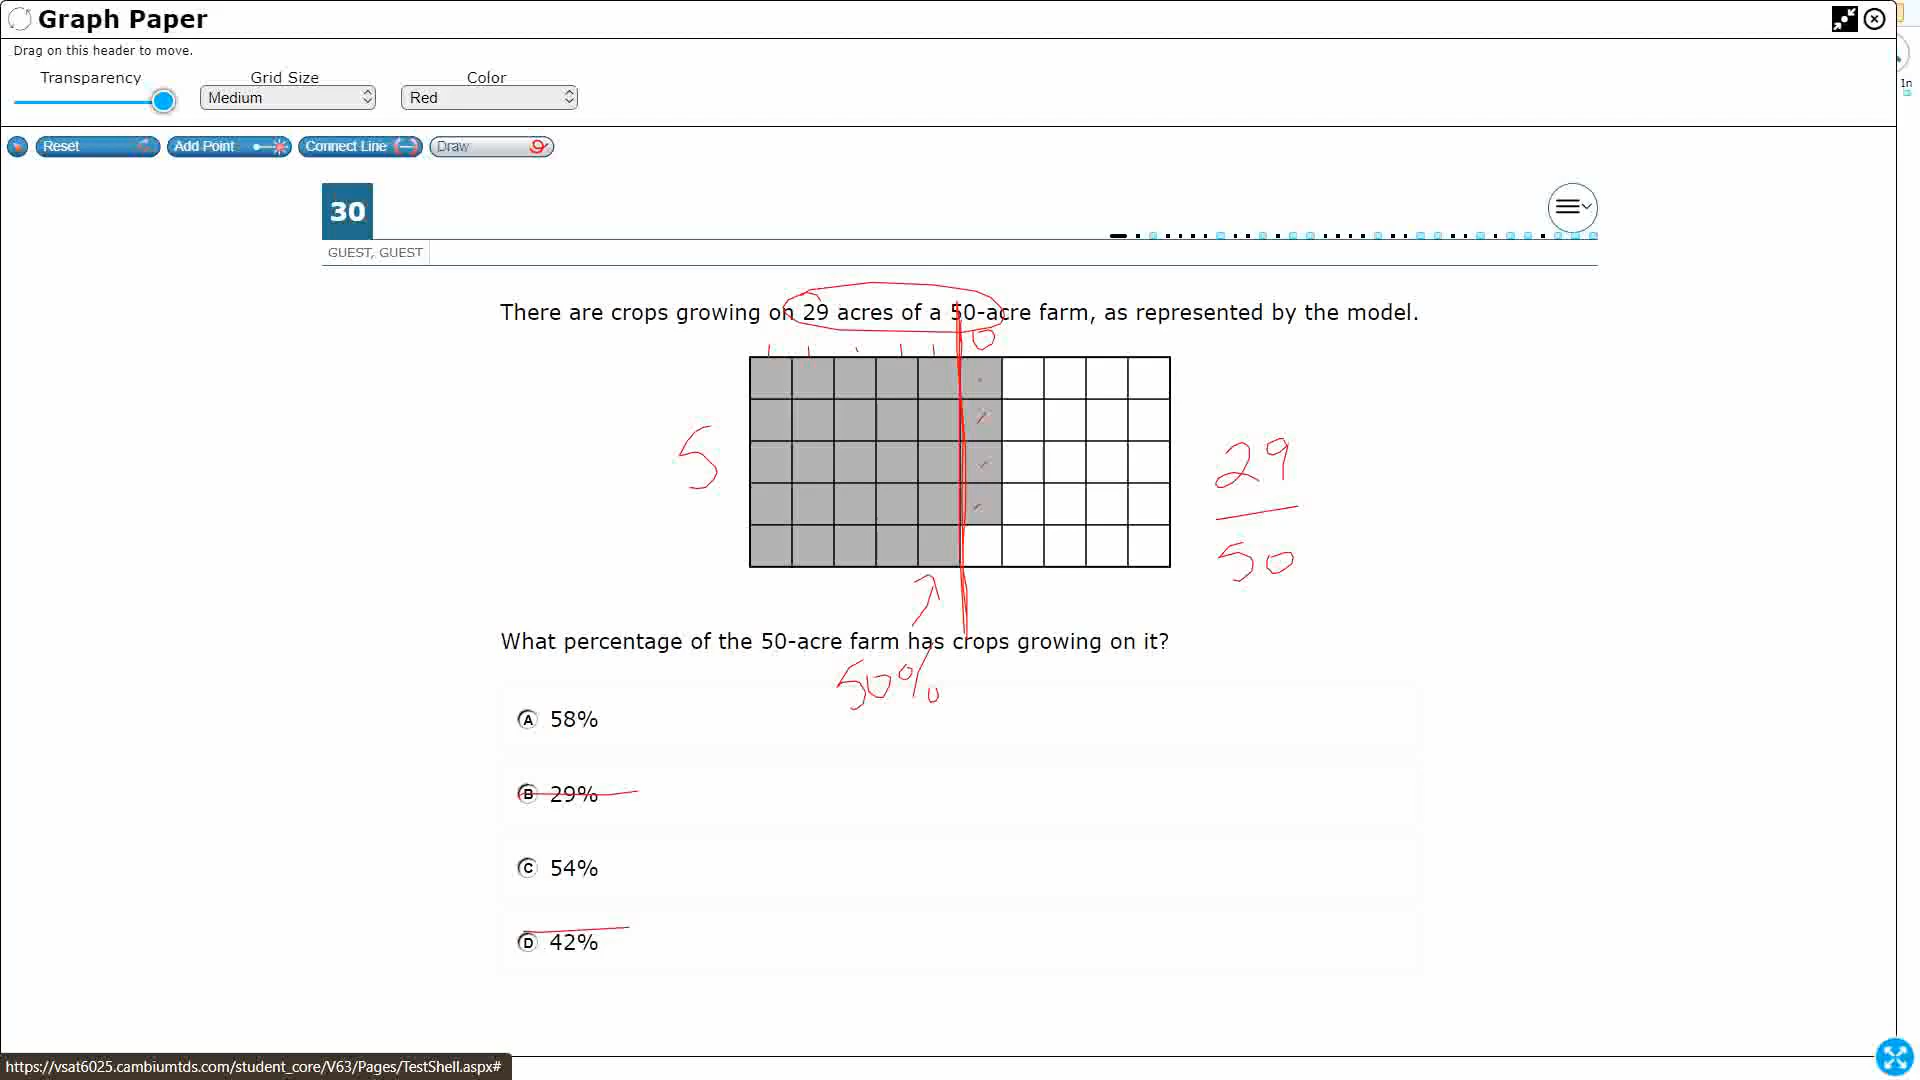 Graph Paper
Drag on this header to move.
Transparency Grid Size Color
Medium Red
Reset Add Point Connect Line Draw
1n
30
GUEST, GUEST
There are crops growing on 29 acres of a 50-acre farm, as represented by the model.
5
29
50
What percentage of the 50-acre farm has crops growing on it?
50%
A 58%
B 29%
C 54%
D 42%
https://vsat6025.cambiumtds.com/student_core/V63/Pages/TestShell.aspx#